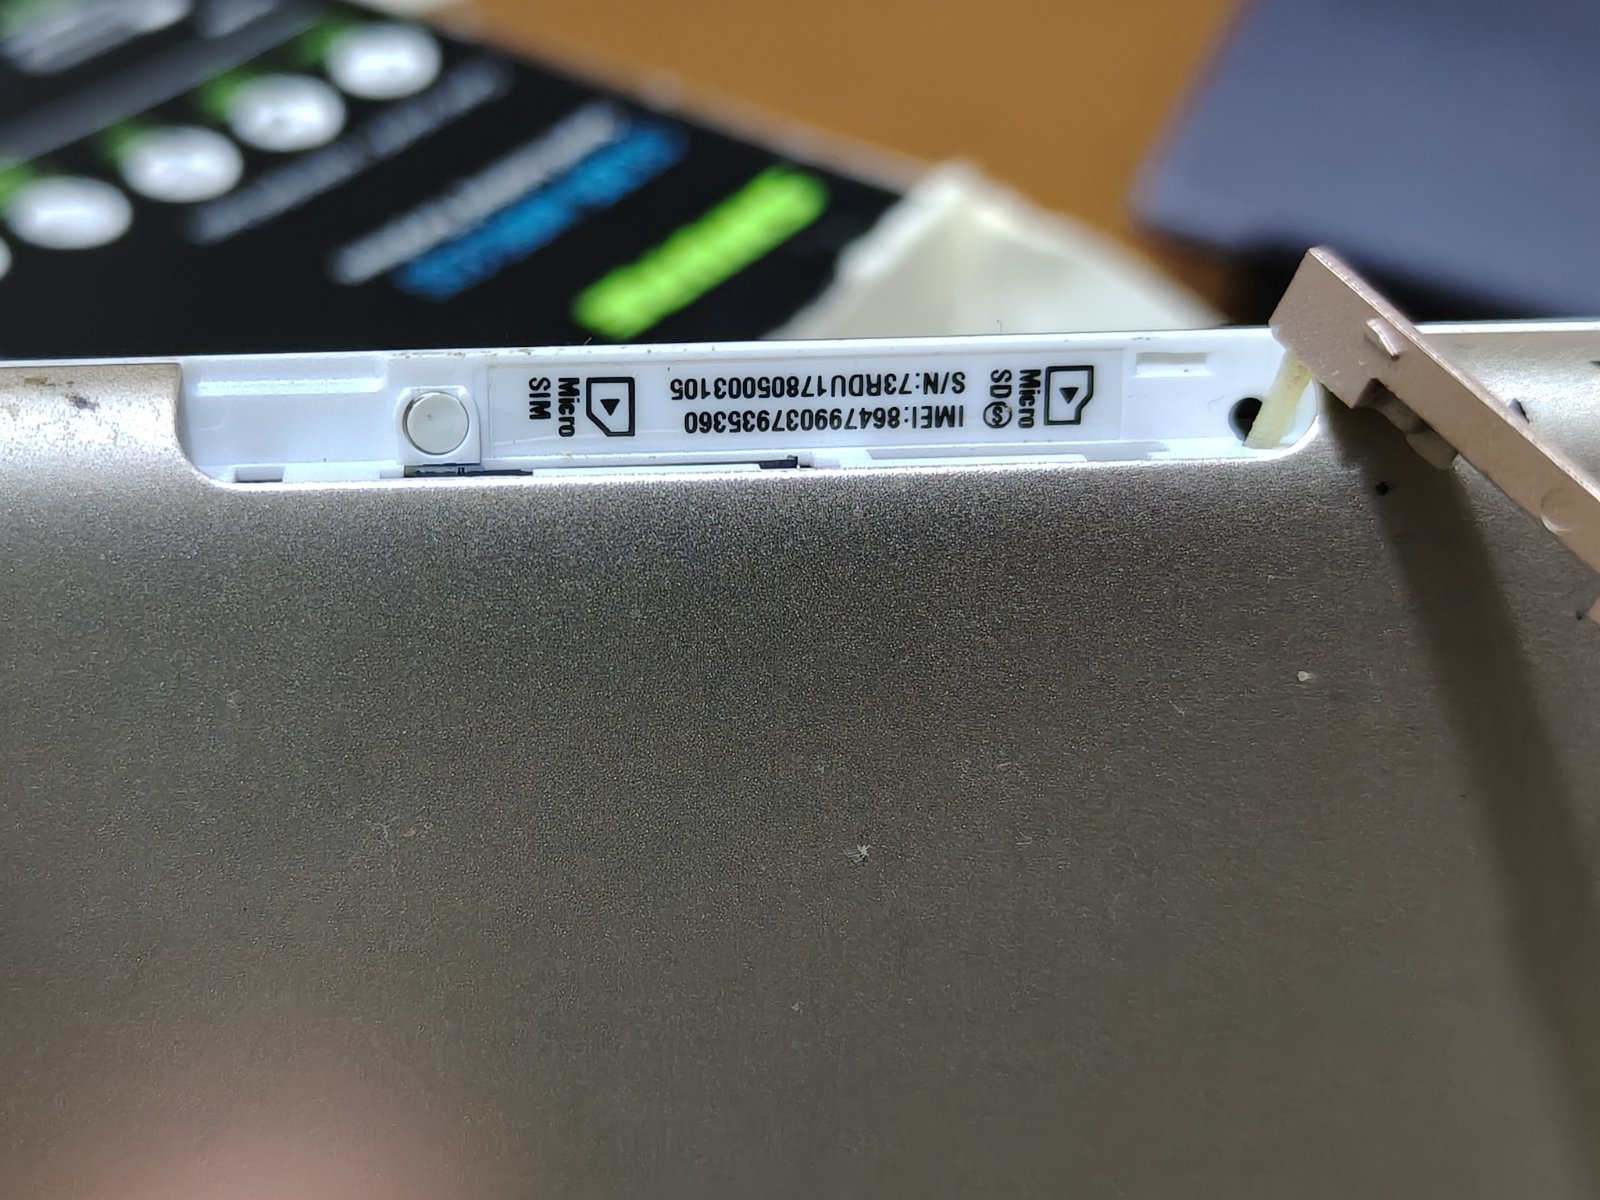 Micro
SD
IMEI:864799037935360
S/N:73RDU17805003105
Micro
SIM